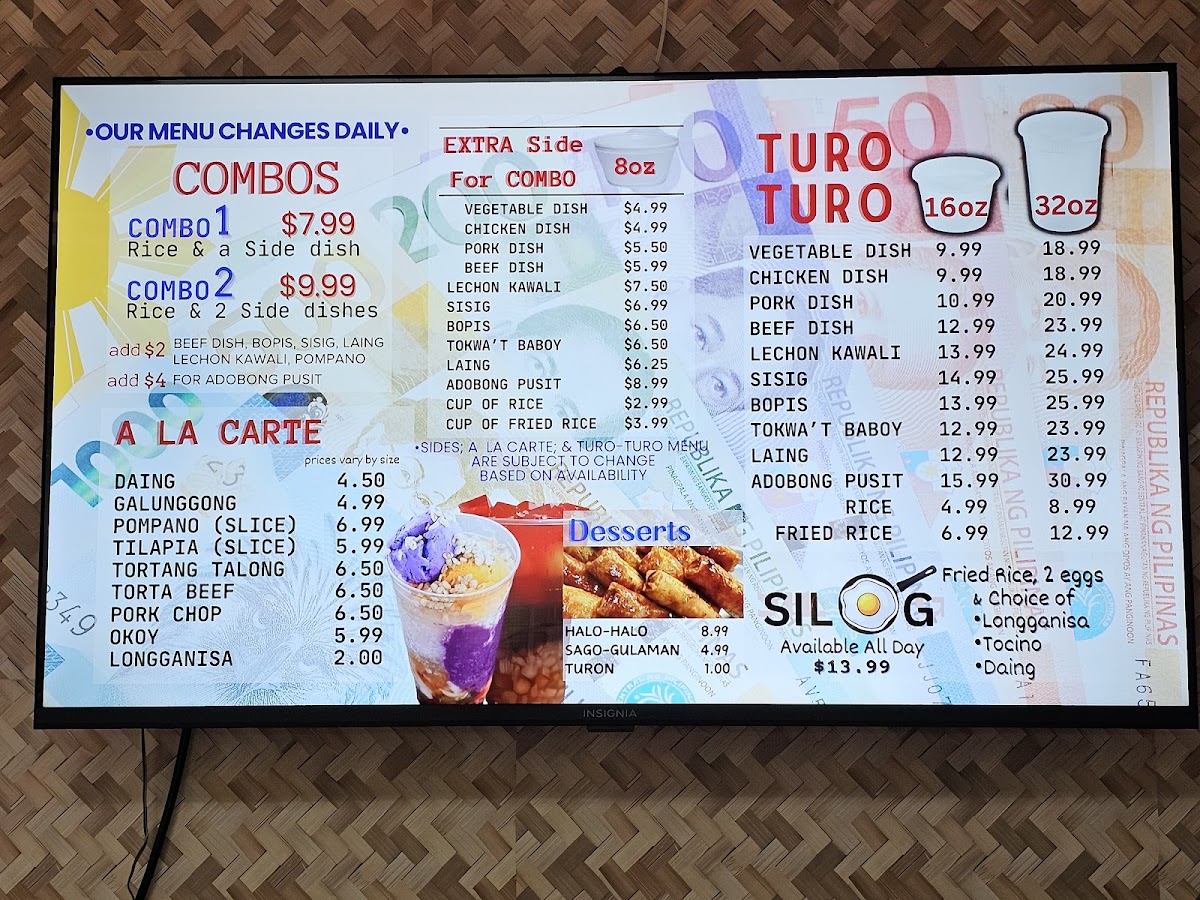 •OUR MENU CHANGES DAILY•
COMBOS
COMBO 1 $7.99
Rice & a Side dish
COMBO 2 $9.99
Rice & 2 Side dishes
add $2 BEEF DISH, BOPIS, SISIG, LAING
LECHON KAWALI, POMPANO
add $4 FOR ADOBONG PUSIT
A LA CARTE
prices vary by size
DAING 4.50
GALUNGGONG 4.99
POMPANO (SLICE) 6.99
TILAPIA (SLICE) 5.99
TORTANG TALONG 6.50
TORTA BEEF 6.50
PORK CHOP 6.50
OKOY 5.99
LONGGANISA 2.00
EXTRA Side
For COMBO 8oz
VEGETABLE DISH $4.99
CHICKEN DISH $4.99
PORK DISH $5.50
BEEF DISH $5.99
LECHON KAWALI $7.50
SISIG $6.99
BOPIS $6.50
TOKWA'T BABOY $6.50
LAING $6.25
ADOBONG PUSIT $8.99
CUP OF RICE $2.99
CUP OF FRIED RICE $3.99
•SIDES; A LA CARTE; & TURO-TURO MENU
ARE SUBJECT TO CHANGE
BASED ON AVAILABILITY
Desserts
HALO-HALO 8.99
SAGO-GULAMAN 4.99
TURON 1.00
TURO
TURO
16oz 32oz
VEGETABLE DISH 9.99 18.99
CHICKEN DISH 9.99 18.99
PORK DISH 10.99 20.99
BEEF DISH 12.99 23.99
LECHON KAWALI 13.99 24.99
SISIG 14.99 25.99
BOPIS 13.99 25.99
TOKWA'T BABOY 12.99 23.99
LAING 12.99 23.99
ADOBONG PUSIT 15.99 30.99
RICE 4.99 8.99
FRIED RICE 6.99 12.99
SILOG
Available All Day
$13.99
Fried Rice, 2 eggs
& Choice of
•Longganisa
•Tocino
•Daing
200
1000
50
REPUBLIKA NG PILIPINAS
REPUBLIKA NG PILIPINAS
INSIGNIA